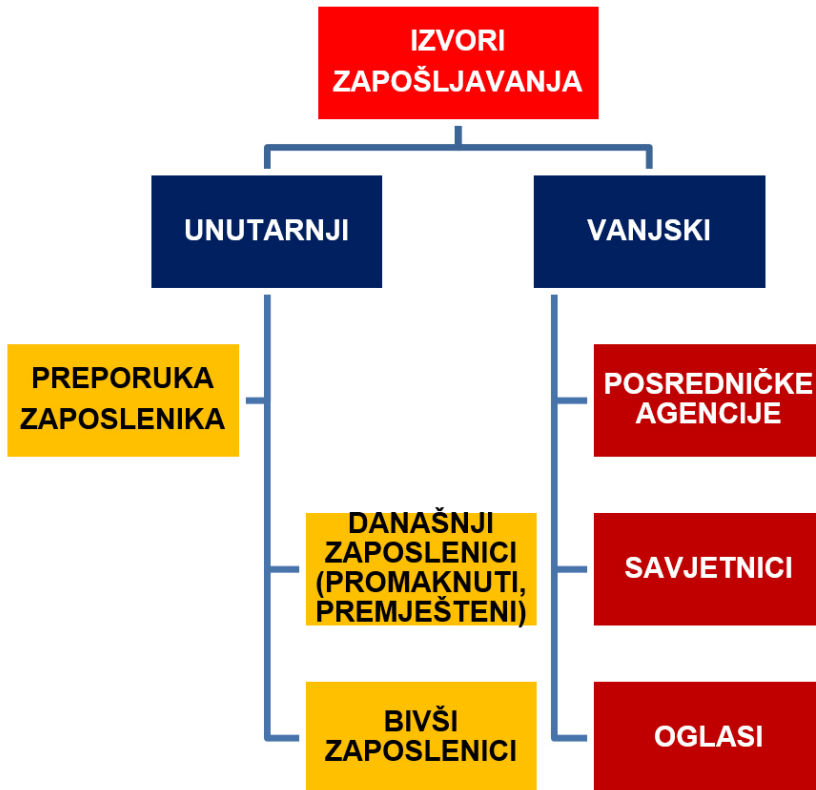 IZVORI
ZAPOŠLJAVANJA
UNUTARNJI
VANJSKI
PREPORUKA
ZAPOSLENIKA
POSREDNIČKE
AGENCIJE
DANAŠNJI
ZAPOSLENICI
(PROMAKNUTI,
PREMJEŠTENI)
SAVJETNICI
BIVŠI
ZAPOSLENICI
OGLASI